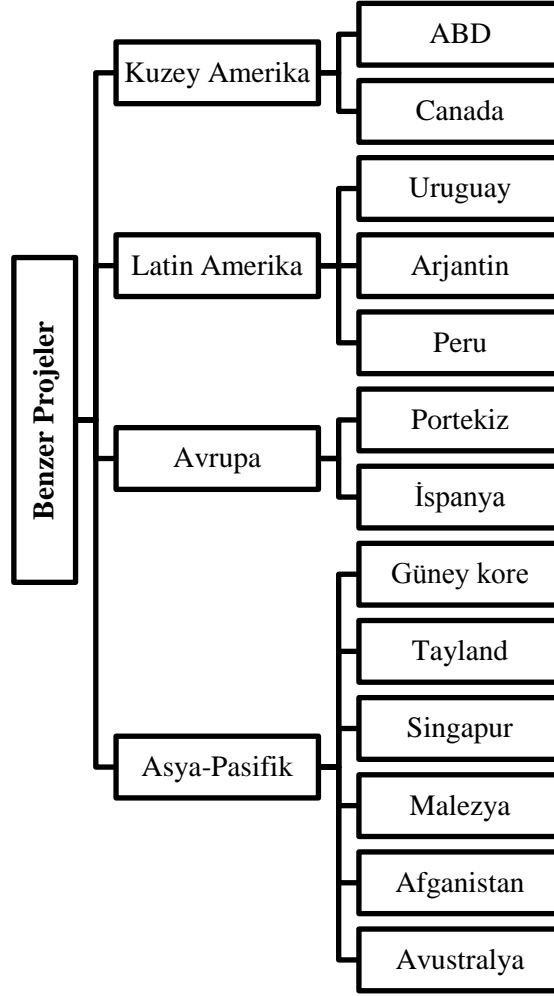 Benzer Projeler
Kuzey Amerika
ABD
Canada
Latin Amerika
Uruguay
Arjantin
Peru
Avrupa
Portekiz
İspanya
Asya-Pasifik
Güney kore
Tayland
Singapur
Malezya
Afganistan
Avustralya